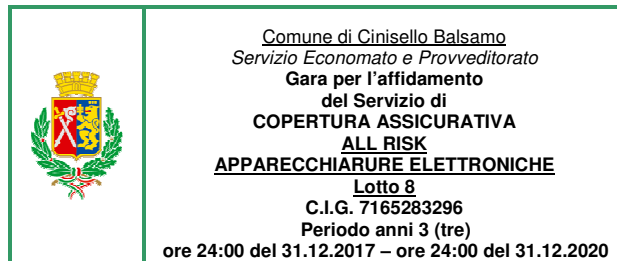 Comune di Cinisello Balsamo
Servizio Economato e Provveditorato
Gara per l'affidamento
del Servizio di
COPERTURA ASSICURATIVA
ALL RISK
APPARECCHIARURE ELETTRONICHE
Lotto 8
C.I.G. 7165283296
Periodo anni 3 (tre)
ore 24:00 del 31.12.2017 – ore 24:00 del 31.12.2020